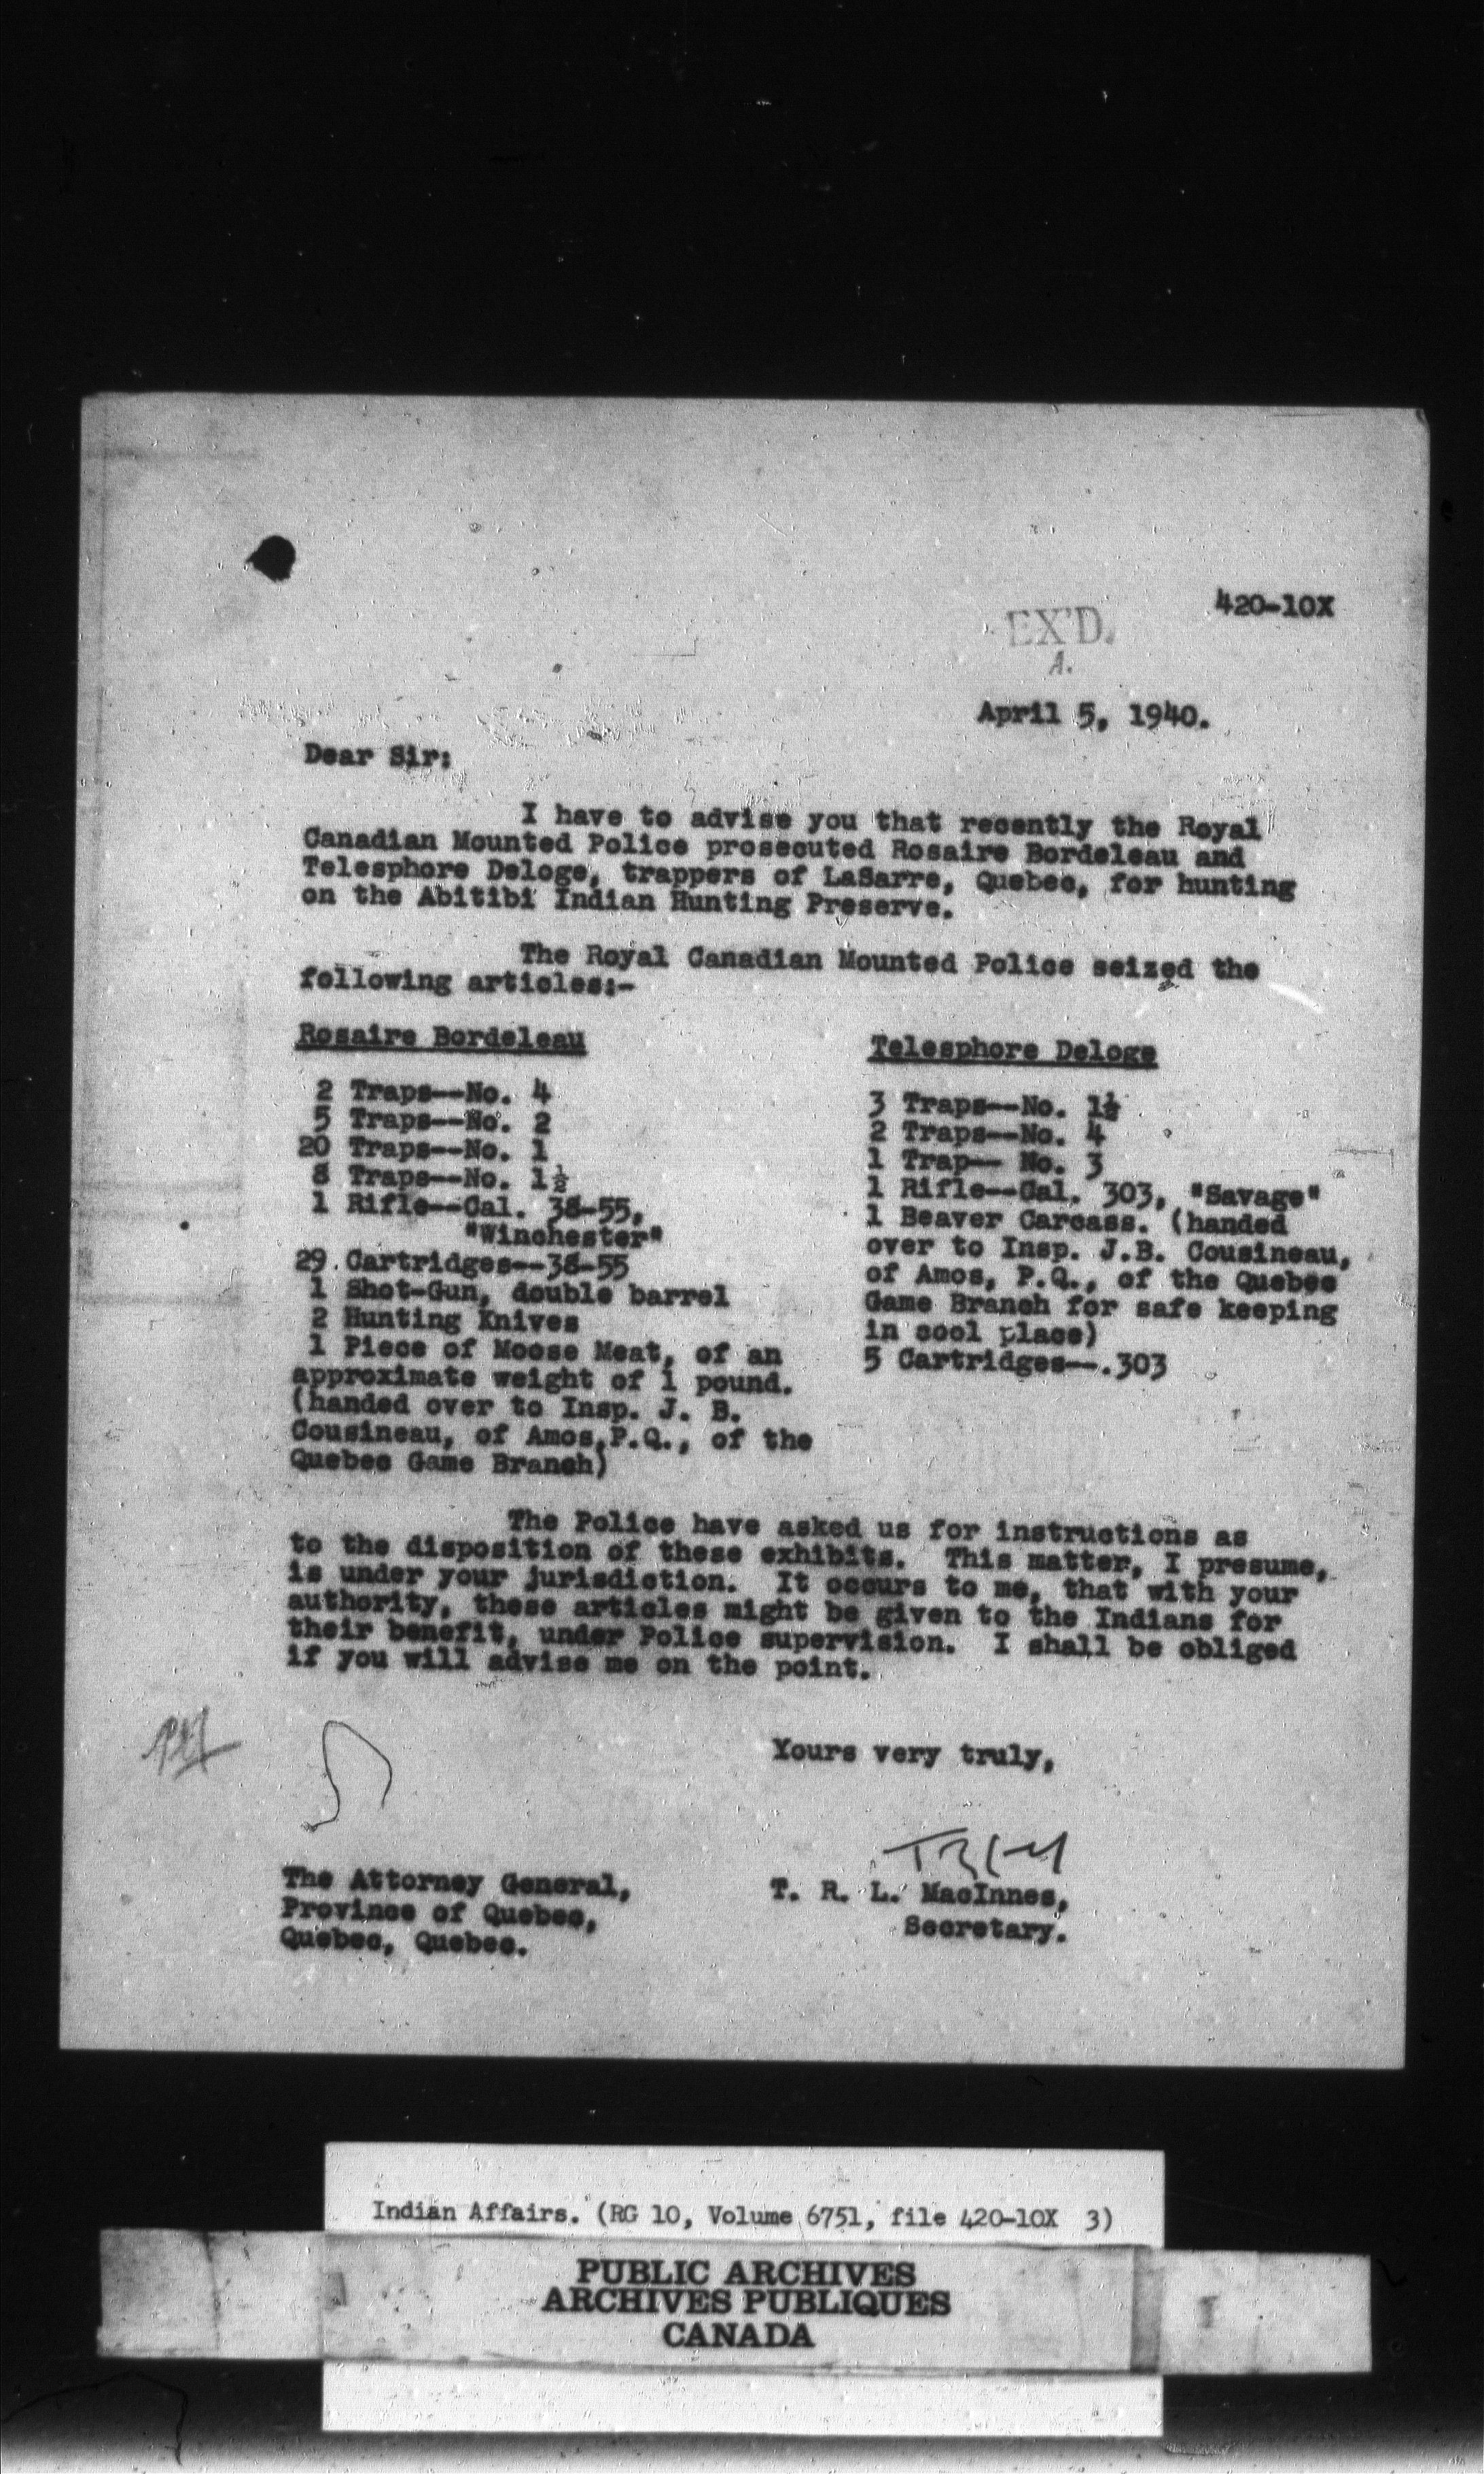 420-10X
EX'D.
A.
April 5, 1940.
Dear Sir:
I have to advise you that recently the Royal
Canadian Mounted Police prosecuted Rosaire Bordeleau and
Telesphore Deloge, trappers of LaSarre, Quebec, for hunting
on the Abitibi Indian Hunting Preserve.
The Royal Canadian Mounted Police seized the
following articles:-
Rosaire Bordeleau
2 Traps--No. 4
5 Traps--No. 2
20 Traps--No. 1
8 Traps--No. 1½
1 Rifle--Cal. 38-55,
"Winchester"
29 Cartridges--38-55
1 Shot-Gun, double barrel
2 Hunting Knives
1 Piece of Moose Meat, of an
approximate weight of 1 pound.
(handed over to Insp. J. B.
Cousineau, of Amos,P.Q., of the
Quebec Game Branch)
Telesphore Deloge
3 Traps--No. 1½
2 Traps--No. 4
1 Trap-- No. 3
1 Rifle--Cal. 303, "Savage"
1 Beaver Carcass. (handed
over to Insp. J.B. Cousineau,
of Amos, P.Q., of the Quebec
Game Branch for safe keeping
in cool place)
5 Cartridges--.303
The Police have asked us for instructions as
to the disposition of these exhibits. This matter, I presume,
is under your jurisdiction. It occurs to me, that with your
authority, these articles might be given to the Indians for
their benefit, under Police supervision. I shall be obliged
if you will advise me on the point.
Yours very truly,
TRLM
T. R. L. MacInnes,
Secretary.
The Attorney General,
Province of Quebec,
Quebec, Quebec.
Indian Affairs. (RG 10, Volume 6751, file 420-10X 3)
PUBLIC ARCHIVES
ARCHIVES PUBLIQUES
CANADA